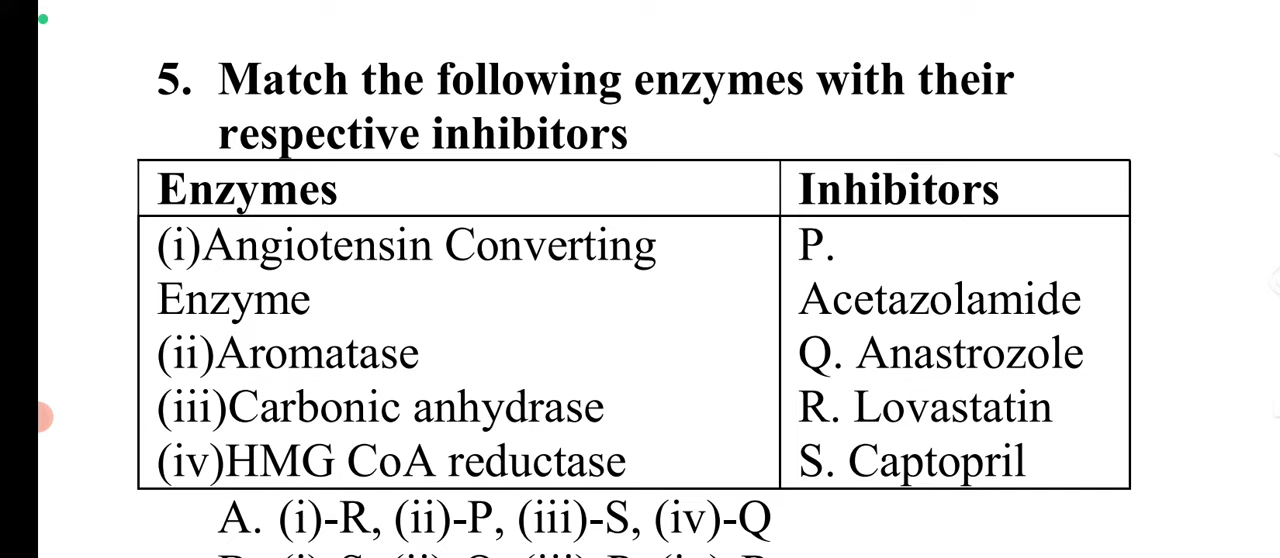 5. Match the following enzymes with their
respective inhibitors
Enzymes
Inhibitors
(i)Angiotensin Converting
Enzyme
(ii)Aromatase
(iii)Carbonic anhydrase
(iv)HMG CoA reductase
P.
Acetazolamide
Q. Anastrozole
R. Lovastatin
S. Captopril
A. (i)-R, (ii)-P, (iii)-S, (iv)-Q